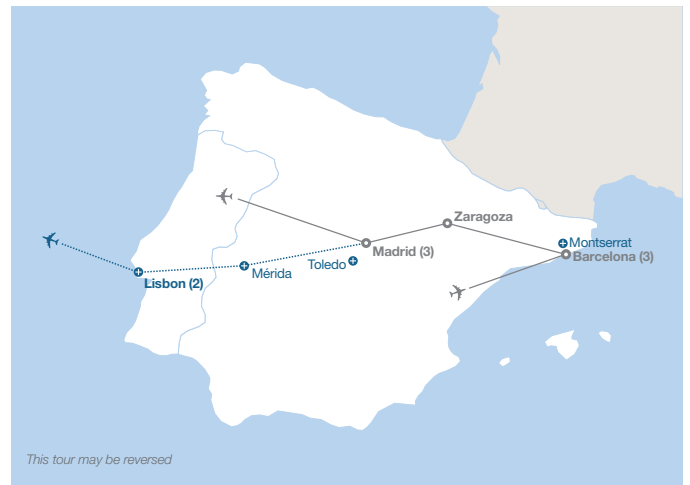 Zaragoza
Montserrat
Madrid (3)
Barcelona (3)
Toledo
Mérida
Lisbon (2)
This tour may be reversed